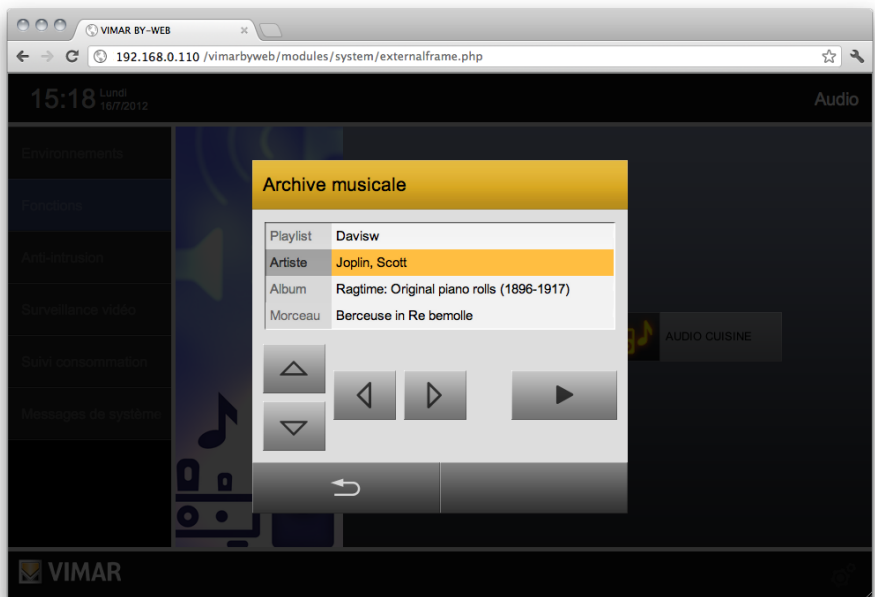 VIMAR BY-WEB
192.168.0.110 /vimarbyweb/modules/system/externalframe.php
15:18 Lundi
16/7/2012
Audio
Environnements
Functions
Anti-intrusion
Surveillance vidéo
Suivi consommation
Messages de système
Archive musicale
Playlist Davisw
Artiste Joplin, Scott
Album Ragtime: Original piano rolls (1896-1917)
Morceau Berceuse in Re bemolle
AUDIO CUISINE
VIMAR